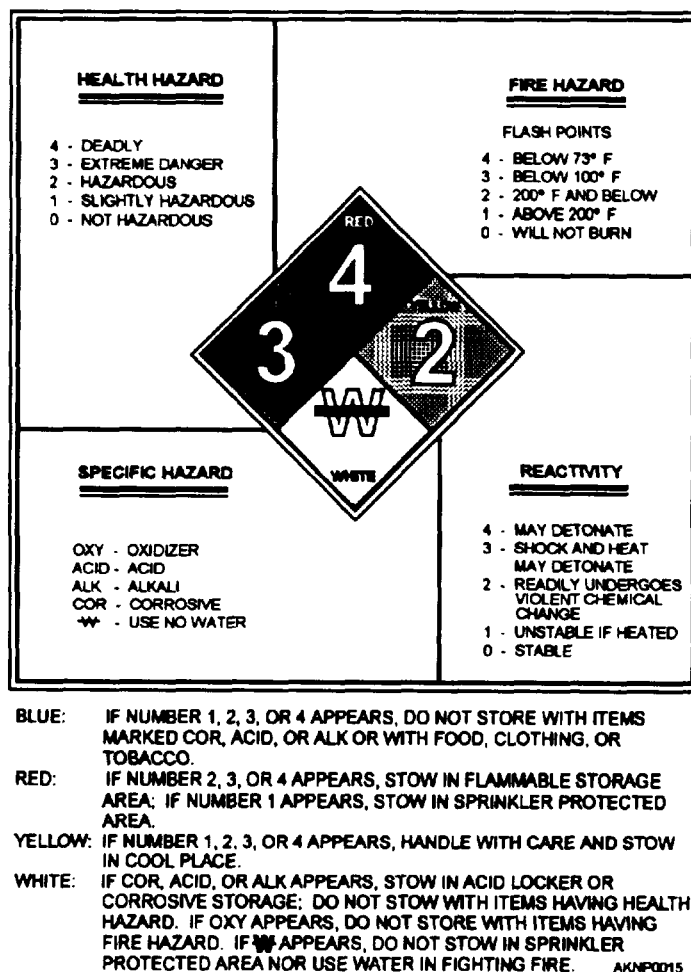 HEALTH HAZARD
4 - DEADLY
3 - EXTREME DANGER
2 - HAZARDOUS
1 - SLIGHTLY HAZARDOUS
0 - NOT HAZARDOUS
FIRE HAZARD
FLASH POINTS
4 - BELOW 73° F
3 - BELOW 100° F
2 - 200° F AND BELOW
1 - ABOVE 200° F
0 - WILL NOT BURN
RED
4
3
YELLOW
2
W
WHITE
SPECIFIC HAZARD
OXY - OXIDIZER
ACID - ACID
ALK - ALKALI
COR - CORROSIVE
W - USE NO WATER
REACTIVITY
4 - MAY DETONATE
3 - SHOCK AND HEAT
MAY DETONATE
2 - READILY UNDERGOES
VIOLENT CHEMICAL
CHANGE
1 - UNSTABLE IF HEATED
0 - STABLE
BLUE: IF NUMBER 1, 2, 3, OR 4 APPEARS, DO NOT STORE WITH ITEMS
MARKED COR, ACID, OR ALK OR WITH FOOD, CLOTHING, OR
TOBACCO.
RED: IF NUMBER 2, 3, OR 4 APPEARS, STOW IN FLAMMABLE STORAGE
AREA; IF NUMBER 1 APPEARS, STOW IN SPRINKLER PROTECTED
AREA.
YELLOW: IF NUMBER 1, 2, 3, OR 4 APPEARS, HANDLE WITH CARE AND STOW
IN COOL PLACE.
WHITE: IF COR, ACID, OR ALK APPEARS, STOW IN ACID LOCKER OR
CORROSIVE STORAGE; DO NOT STOW WITH ITEMS HAVING HEALTH
HAZARD. IF OXY APPEARS, DO NOT STORE WITH ITEMS HAVING
FIRE HAZARD. IF W APPEARS, DO NOT STOW IN SPRINKLER
PROTECTED AREA NOR USE WATER IN FIGHTING FIRE. AKNP0015